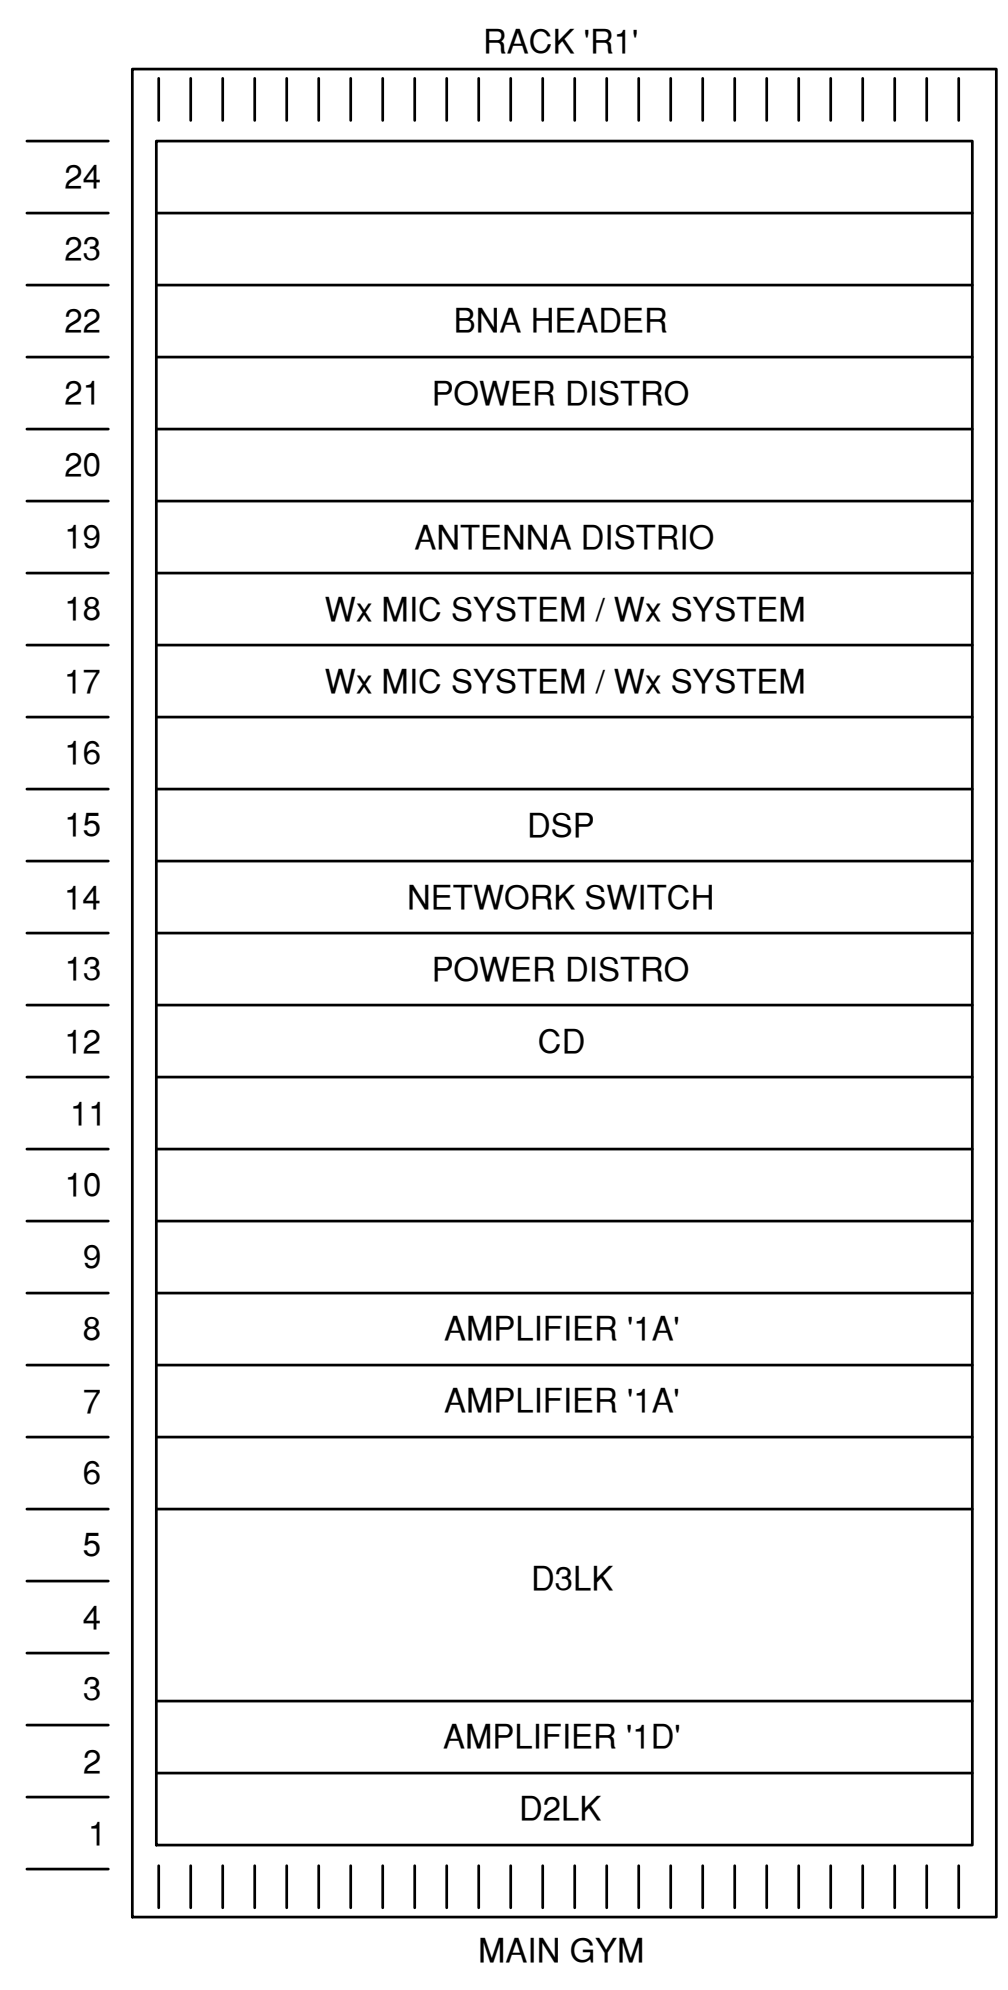 RACK 'R1'
24
23
22 BNA HEADER
21 POWER DISTRO
20
19 ANTENNA DISTRIO
18 Wx MIC SYSTEM / Wx SYSTEM
17 Wx MIC SYSTEM / Wx SYSTEM
16
15 DSP
14 NETWORK SWITCH
13 POWER DISTRO
12 CD
11
10
9
8 AMPLIFIER '1A'
7 AMPLIFIER '1A'
6
5
D3LK
4
3
AMPLIFIER '1D'
2
D2LK
1
MAIN GYM